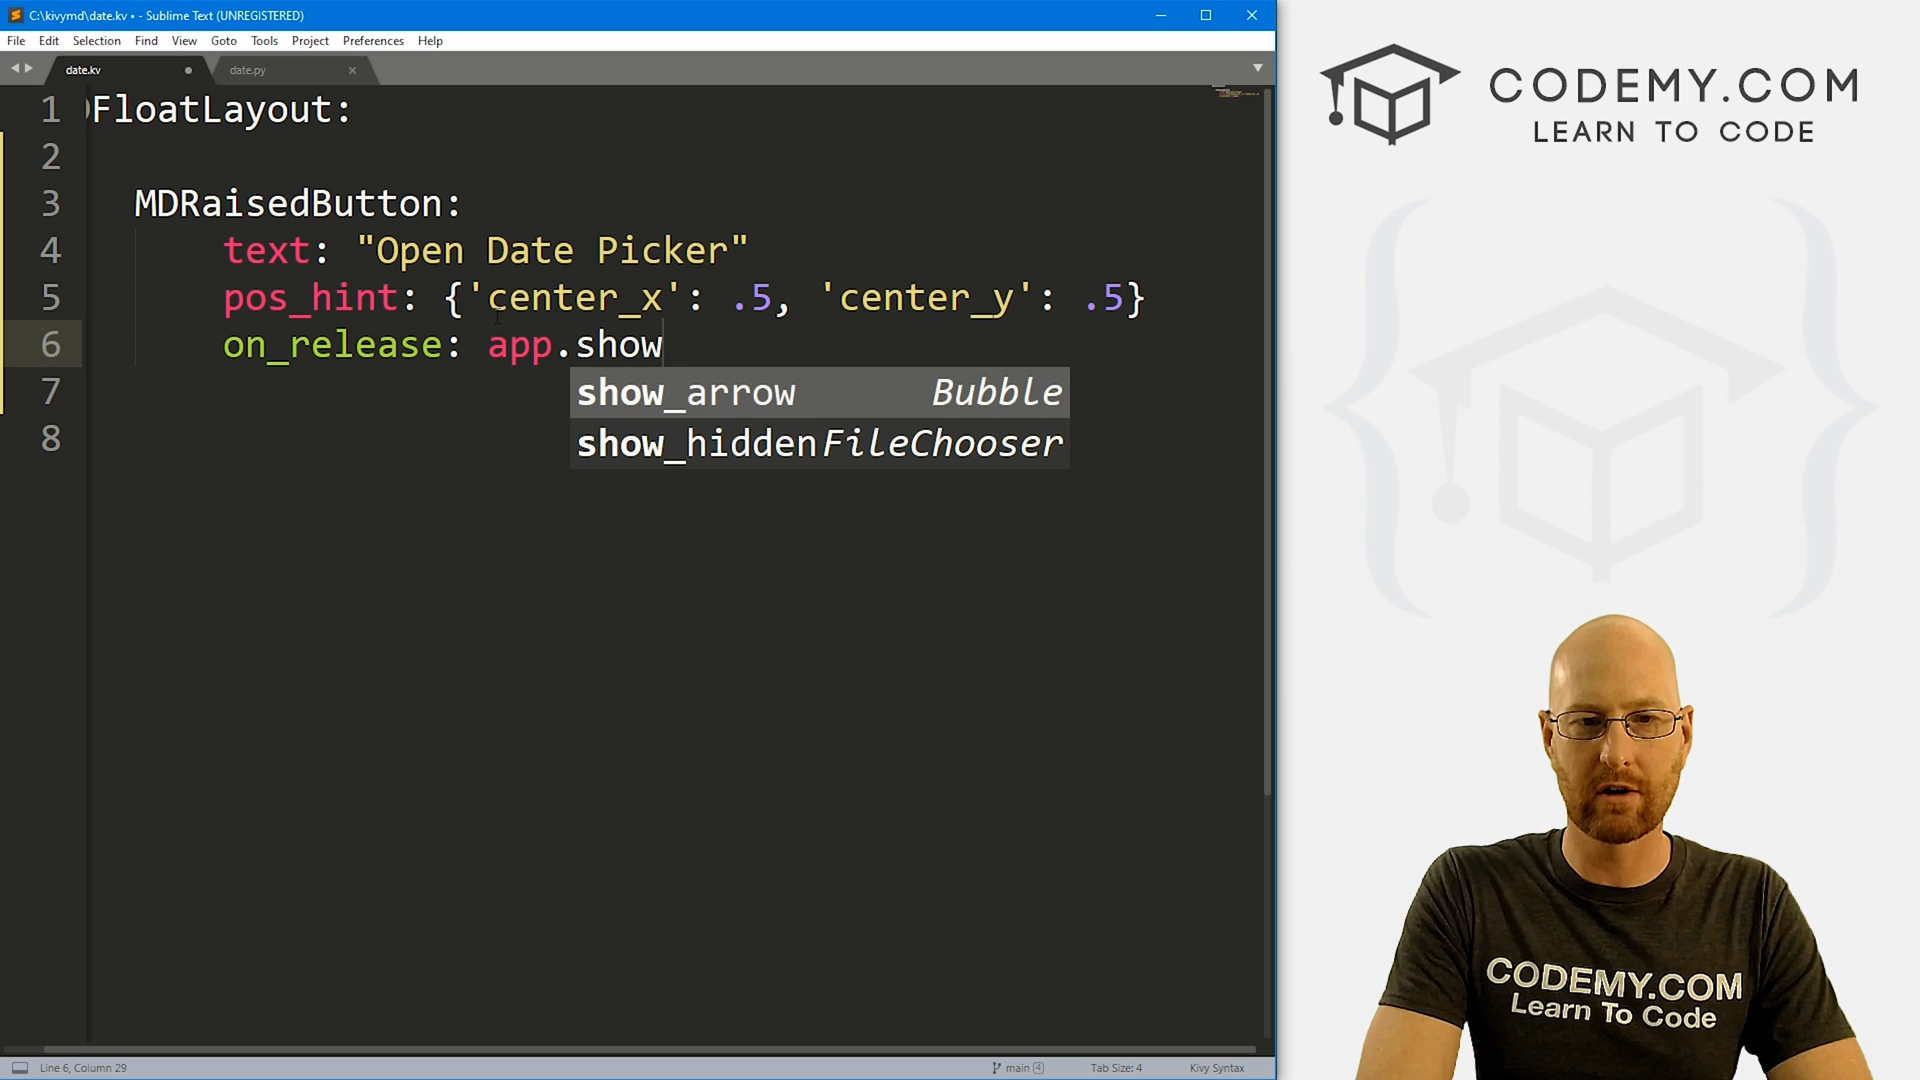 C:\kivymd\date.kv • - Sublime Text (UNREGISTERED)
File Edit Selection Find View Goto Tools Project Preferences Help
date.kv
date.py
1 FloatLayout:
2
3 MDRaisedButton:
4 text: "Open Date Picker"
5 pos_hint: {'center_x': .5, 'center_y': .5}
6 on_release: app.show
7 show_arrow Bubble
8 show_hidden FileChooser
Line 6, Column 29
main 4
Tab Size: 4
Kivy Syntax
CODEMY.COM
LEARN TO CODE
CODEMY.COM
Learn To Code